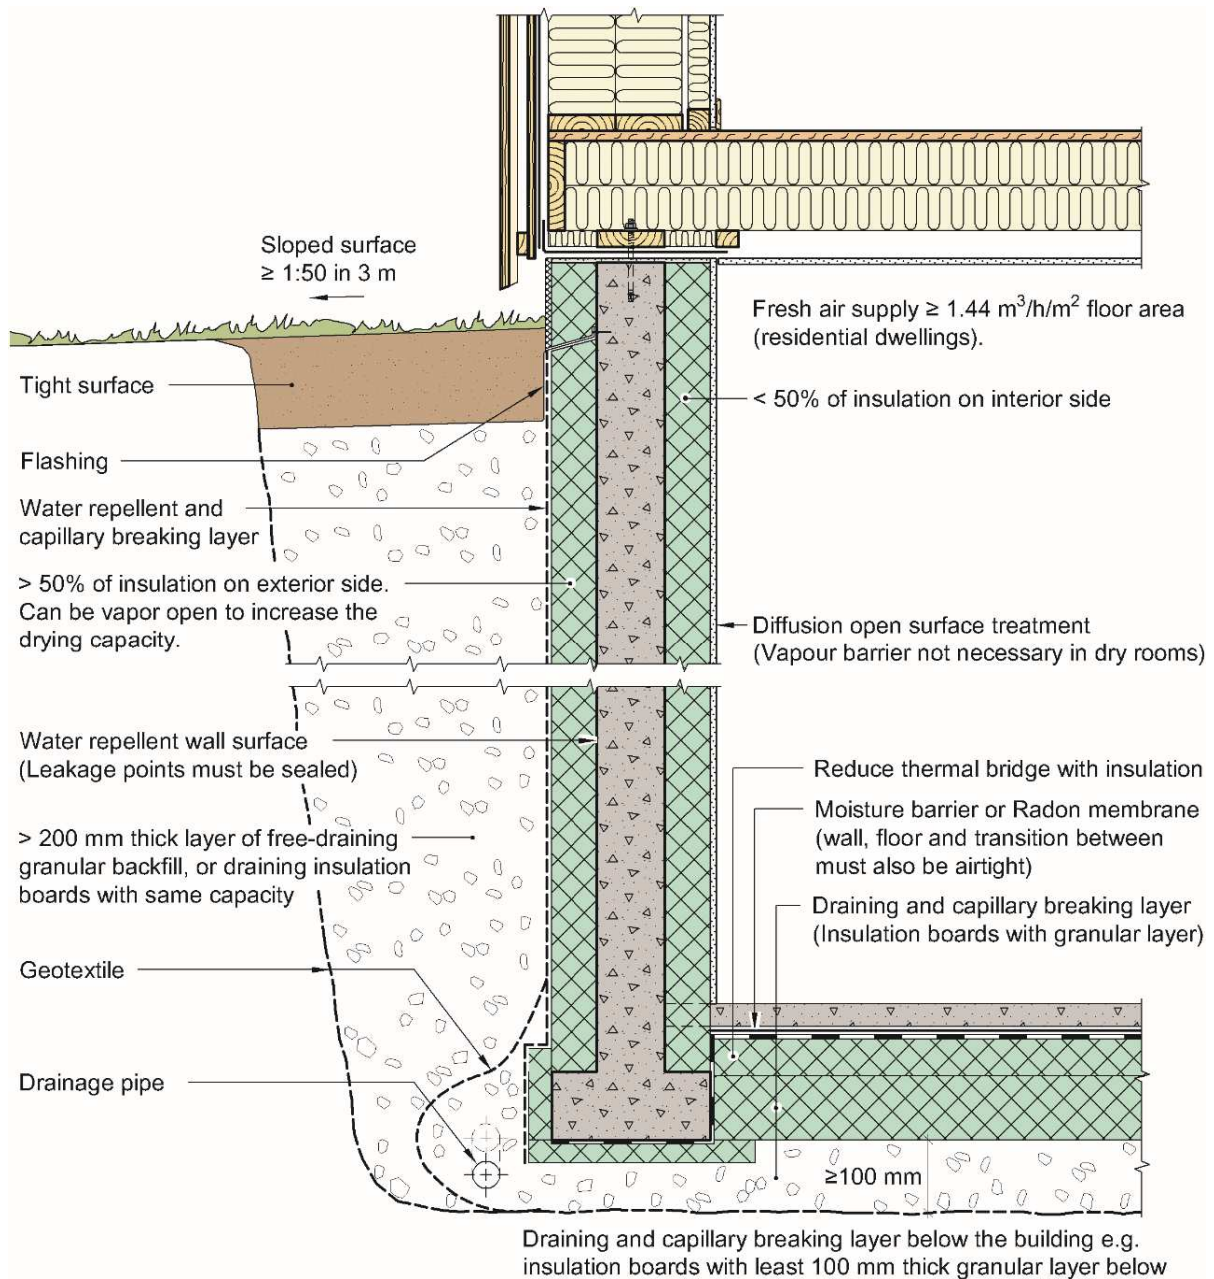 Sloped surface
≥ 1:50 in 3 m
Fresh air supply ≥ 1.44 m³/h/m² floor area
(residential dwellings).
Tight surface
< 50% of insulation on interior side
Flashing
Water repellent and
capillary breaking layer
> 50% of insulation on exterior side.
Can be vapor open to increase the
drying capacity.
Diffusion open surface treatment
(Vapour barrier not necessary in dry rooms)
Water repellent wall surface
(Leakage points must be sealed)
Reduce thermal bridge with insulation
Moisture barrier or Radon membrane
(wall, floor and transition between
must also be airtight)
> 200 mm thick layer of free-draining
granular backfill, or draining insulation
boards with same capacity
Draining and capillary breaking layer
(Insulation boards with granular layer)
Geotextile
Drainage pipe
≥100 mm
Draining and capillary breaking layer below the building e.g.
insulation boards with least 100 mm thick granular layer below